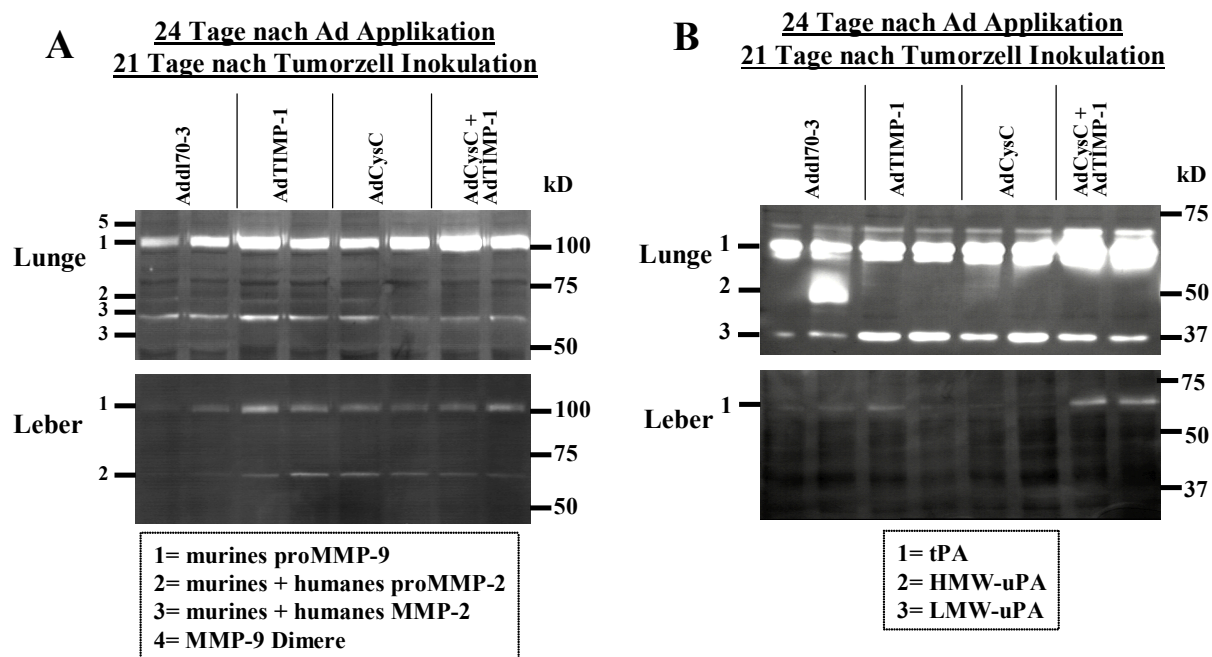 A
24 Tage nach Ad Applikation
21 Tage nach Tumorzell Inokulation
Addl70-3
AdTIMP-1
AdCysC
AdCysC +
AdTIMP-1
kD
Lunge
5
1
2
3
3
100
75
50
Leber
1
2
100
75
50
1= murines proMMP-9
2= murines + humanes proMMP-2
3= murines + humanes MMP-2
4= MMP-9 Dimere
B
24 Tage nach Ad Applikation
21 Tage nach Tumorzell Inokulation
Addl70-3
AdTIMP-1
AdCysC
AdCysC +
AdTIMP-1
kD
Lunge
1
2
3
75
50
37
Leber
1
75
50
37
1= tPA
2= HMW-uPA
3= LMW-uPA